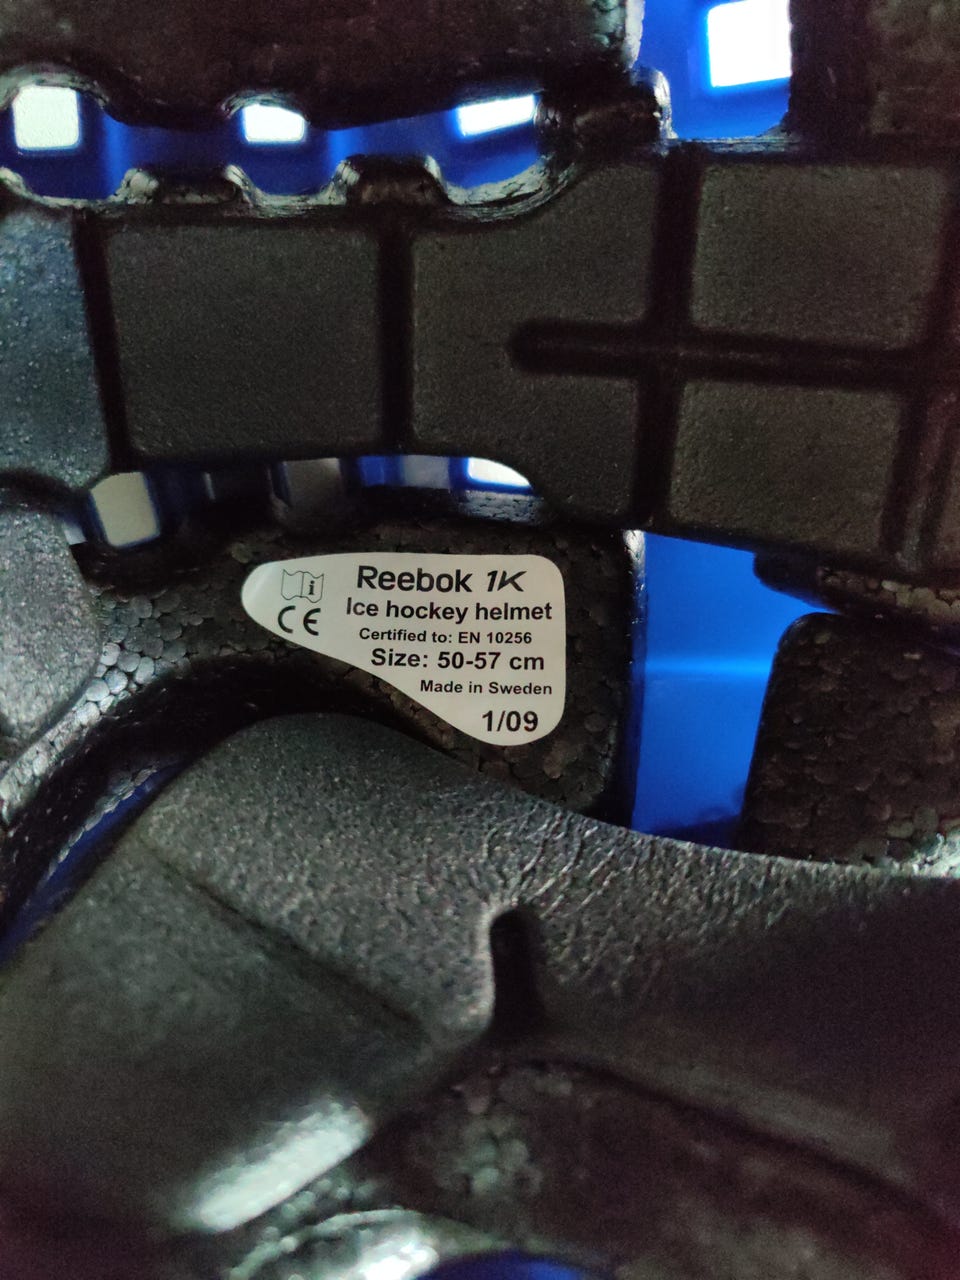 Reebok 1K
Ice hockey helmet
CE
Certified to: EN 10256
Size: 50-57 cm
Made in Sweden
1/09